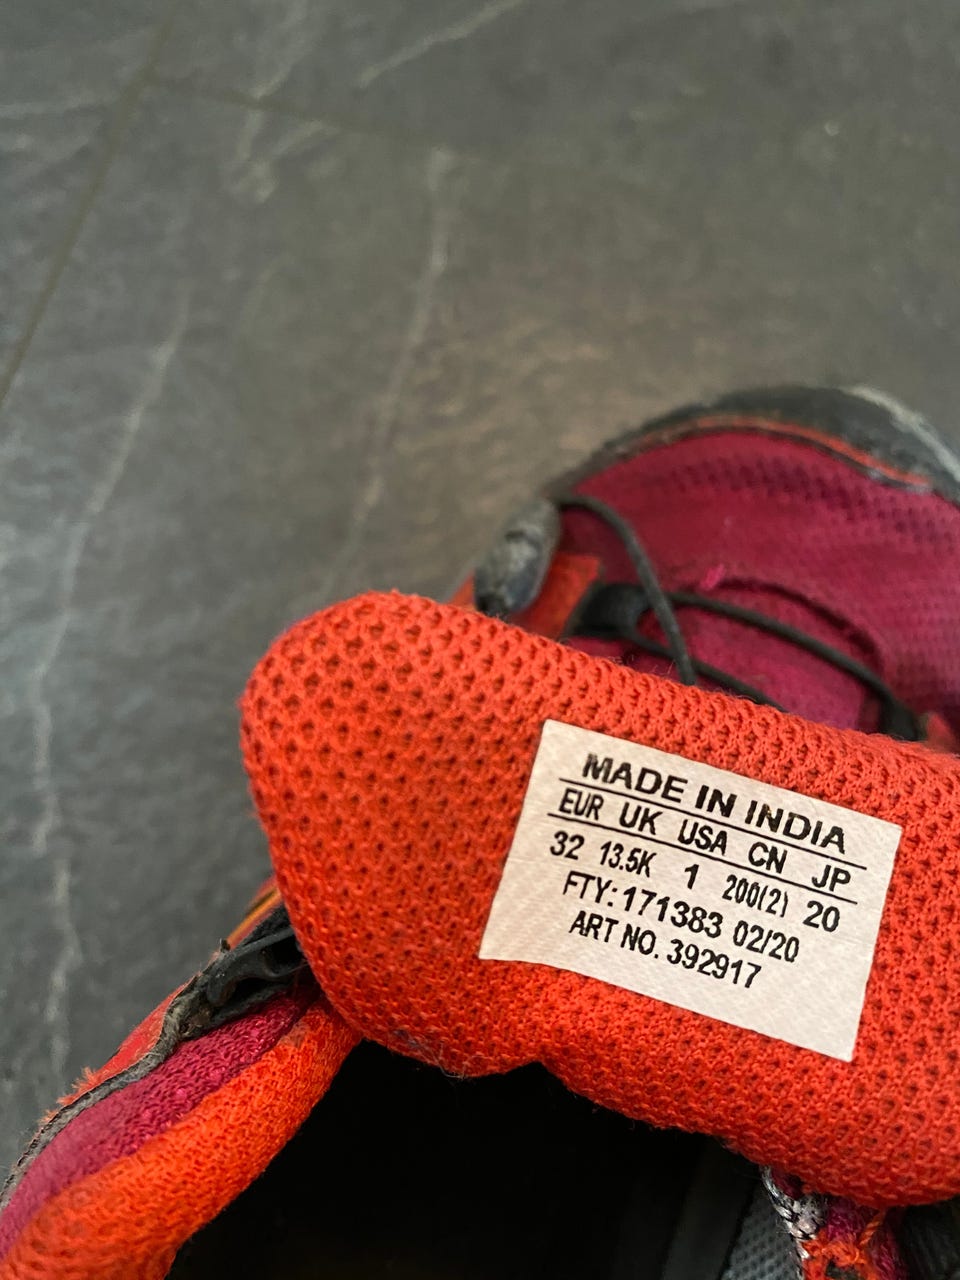 MADE IN INDIA
EUR UK USA CN JP
32 13.5K 1 200(2) 20
FTY: 171383 02/20
ART NO. 392917